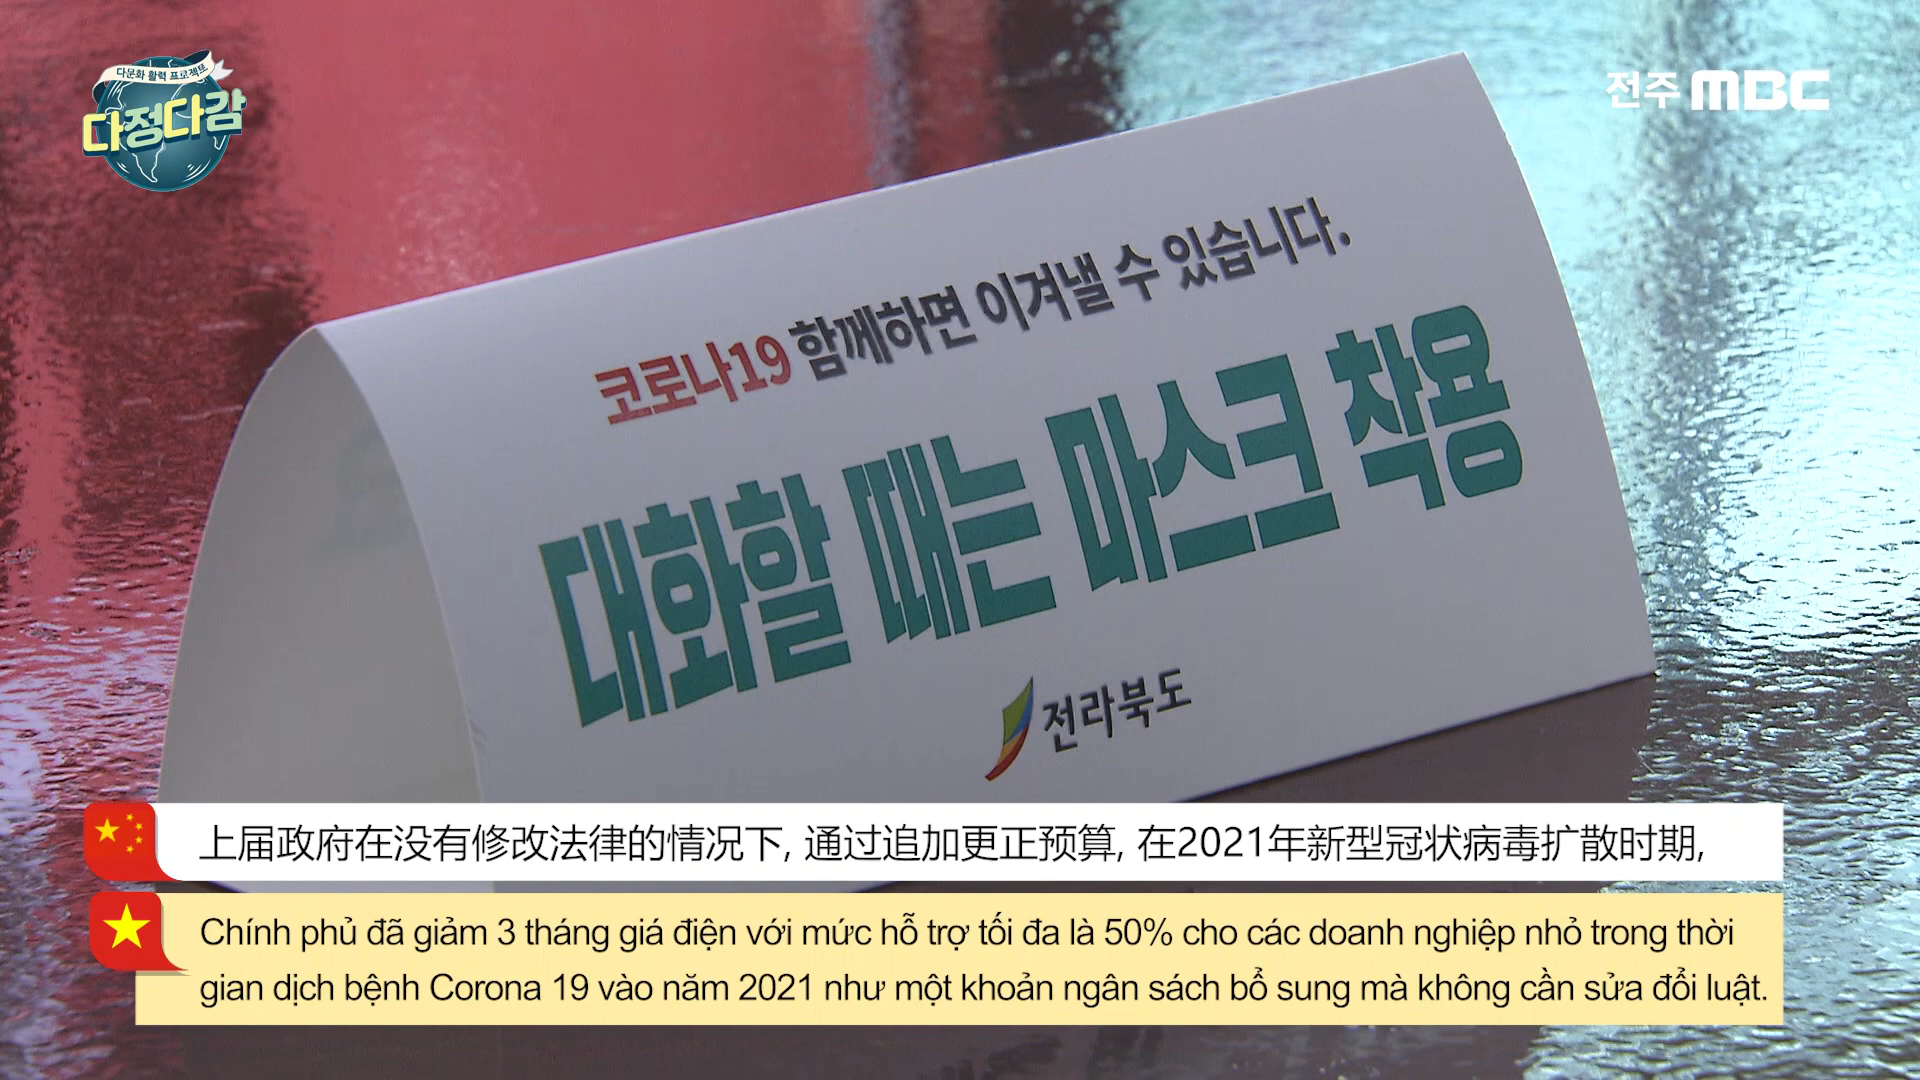 다문화 활력 프로젝트
다정다감
전주 MBC
코로나19 함께하면 이겨낼 수 있습니다.
대화할 때는 마스크 착용
전라북도
上届政府在没有修改法律的情况下, 通过追加更正预算, 在2021年新型冠状病毒扩散时期,
Chính phủ đã giảm 3 tháng giá điện với mức hỗ trợ tối đa là 50% cho các doanh nghiệp nhỏ trong thời
gian dịch bệnh Corona 19 vào năm 2021 như một khoản ngân sách bổ sung mà không cần sửa đổi luật.